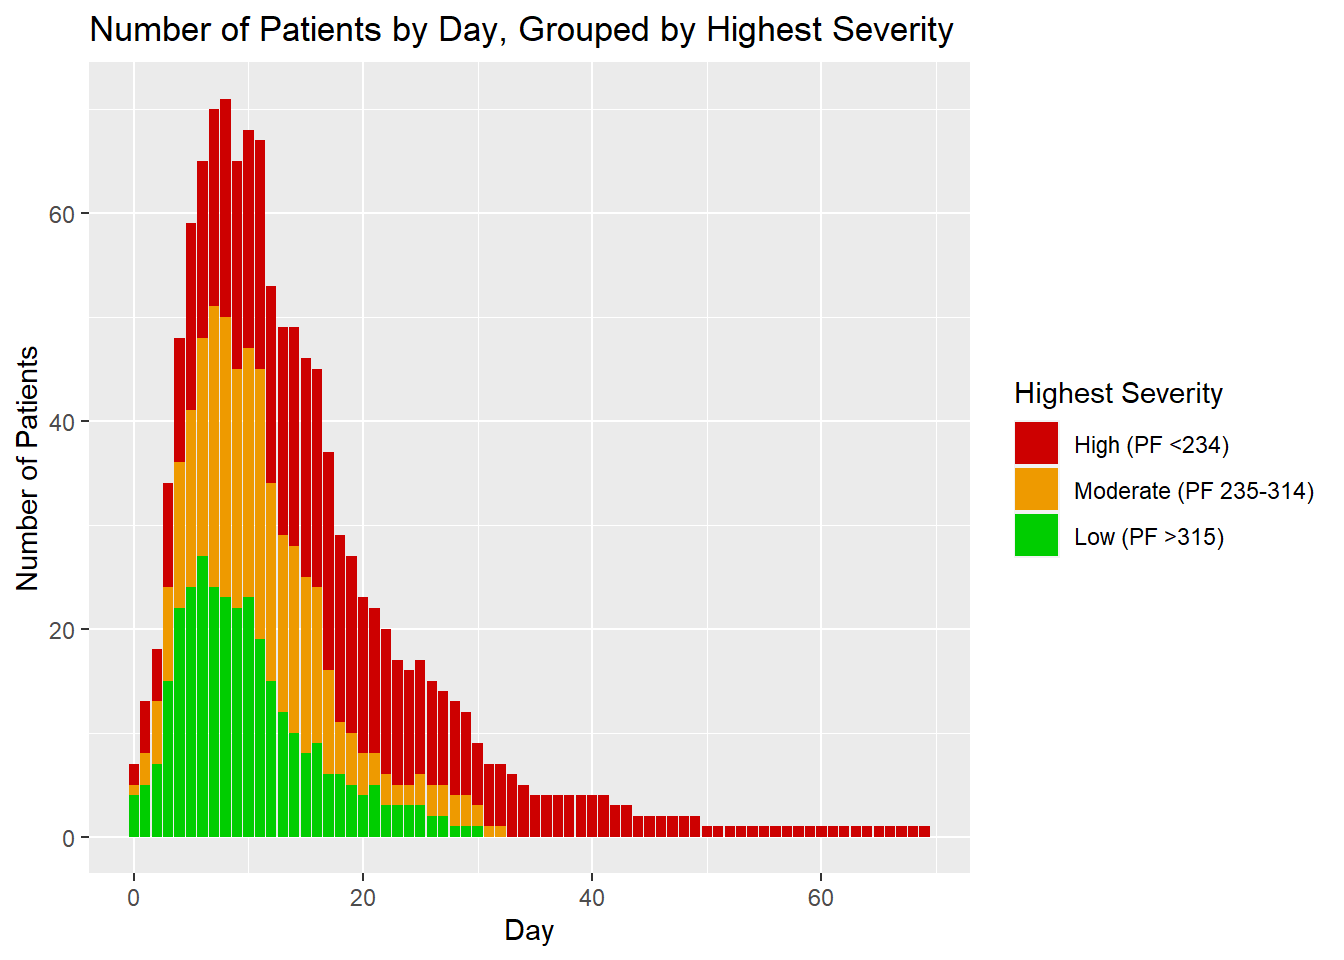 Number of Patients by Day, Grouped by Highest Severity
Number of Patients
60
40
20
0
0 20 40 60
Day
Highest Severity
High (PF <234)
Moderate (PF 235-314)
Low (PF >315)